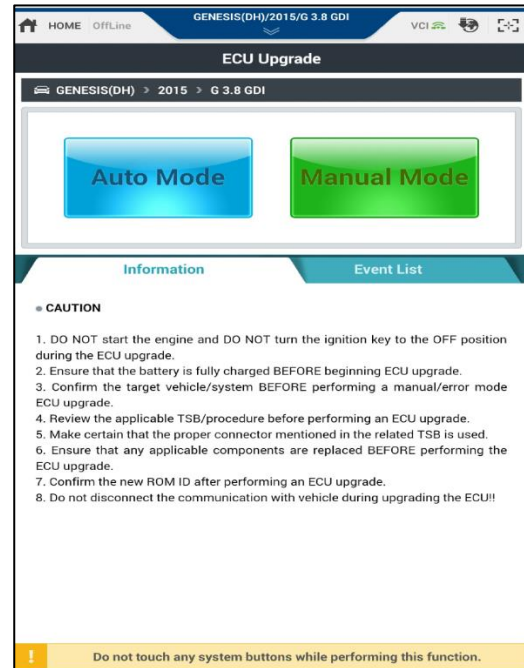 HOME OffLine GENESIS(DH)/2015/G 3.8 GDI VCI
ECU Upgrade
GENESIS(DH) > 2015 > G 3.8 GDI
Auto Mode Manual Mode
Information Event List
CAUTION
1. DO NOT start the engine and DO NOT turn the ignition key to the OFF position
during the ECU upgrade.
2. Ensure that the battery is fully charged BEFORE beginning ECU upgrade.
3. Confirm the target vehicle/system BEFORE performing a manual/error mode
ECU upgrade.
4. Review the applicable TSB/procedure before performing an ECU upgrade.
5. Make certain that the proper connector mentioned in the related TSB is used.
6. Ensure that any applicable components are replaced BEFORE performing the
ECU upgrade.
7. Confirm the new ROM ID after performing an ECU upgrade.
8. Do not disconnect the communication with vehicle during upgrading the ECU!!
! Do not touch any system buttons while performing this function.